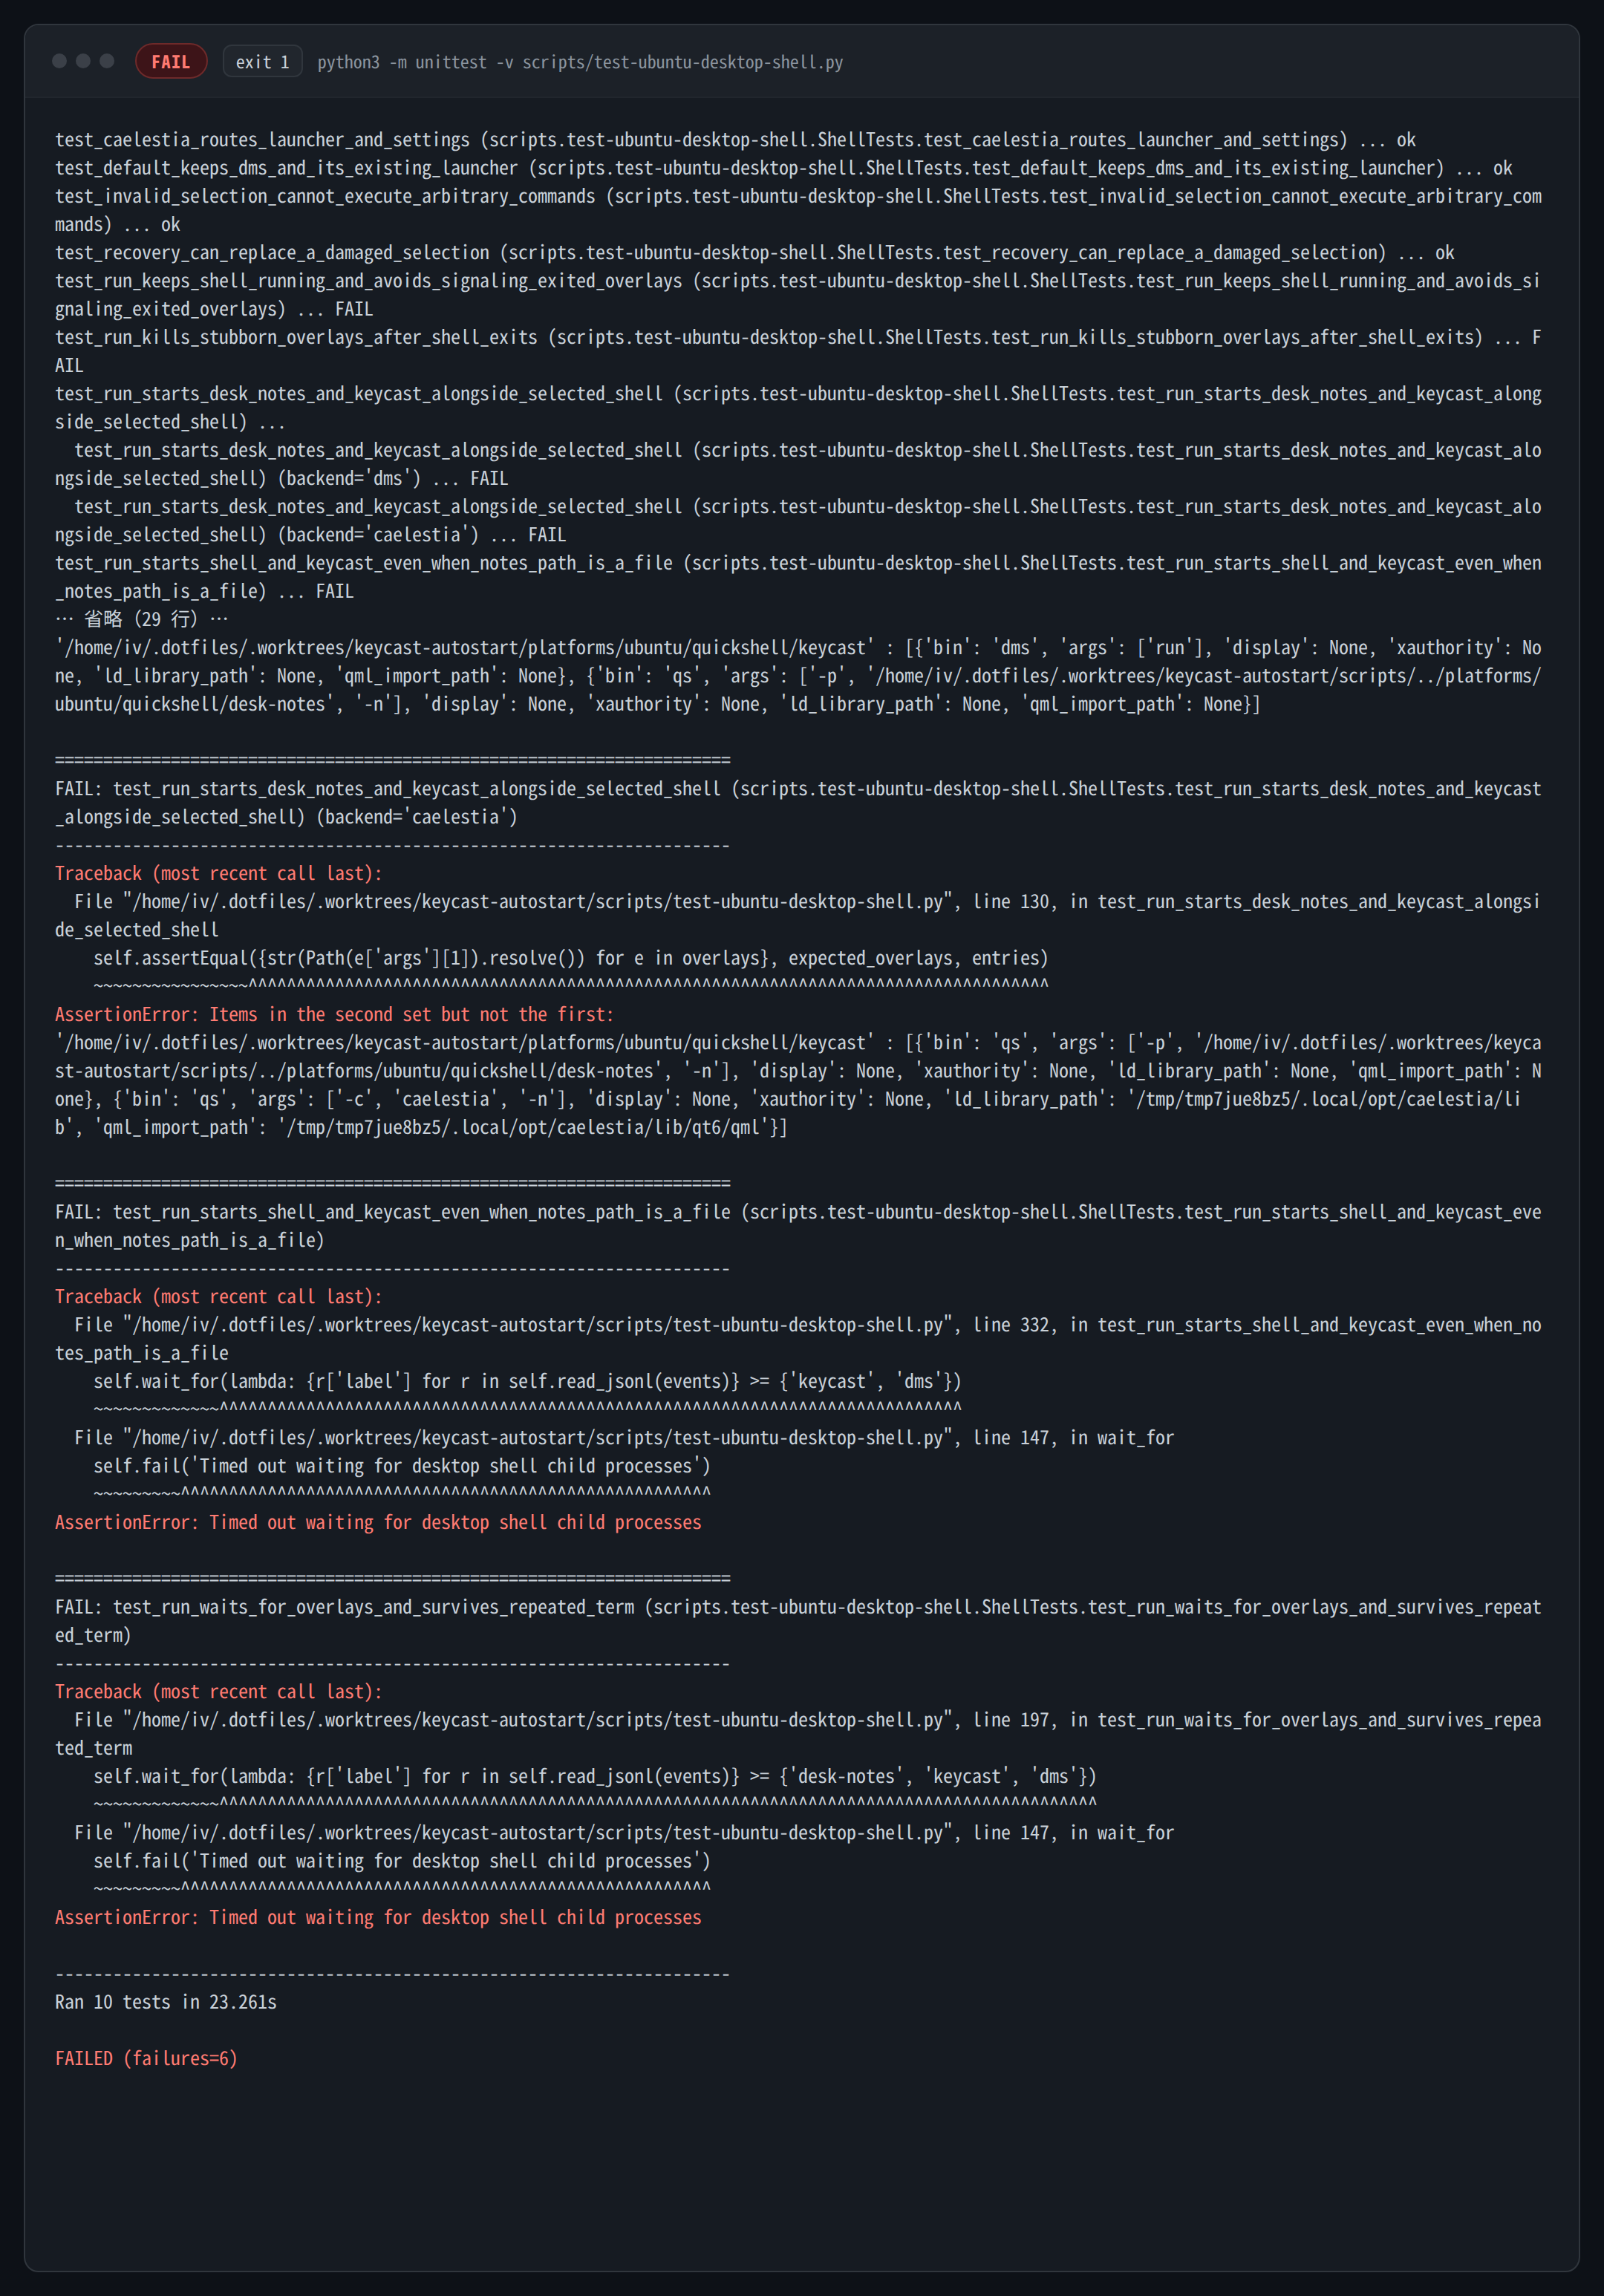 FAIL exit 1 python3 -m unittest -v scripts/test-ubuntu-desktop-shell.py
test_caelestia_routes_launcher_and_settings (scripts.test-ubuntu-desktop-shell.ShellTests.test_caelestia_routes_launcher_and_settings) ... ok
test_default_keeps_dms_and_its_existing_launcher (scripts.test-ubuntu-desktop-shell.ShellTests.test_default_keeps_dms_and_its_existing_launcher) ... ok
test_invalid_selection_cannot_execute_arbitrary_commands (scripts.test-ubuntu-desktop-shell.ShellTests.test_invalid_selection_cannot_execute_arbitrary_com
mands) ... ok
test_recovery_can_replace_a_damaged_selection (scripts.test-ubuntu-desktop-shell.ShellTests.test_recovery_can_replace_a_damaged_selection) ... ok
test_run_keeps_shell_running_and_avoids_signaling_exited_overlays (scripts.test-ubuntu-desktop-shell.ShellTests.test_run_keeps_shell_running_and_avoids_si
gnaling_exited_overlays) ... FAIL
test_run_kills_stubborn_overlays_after_shell_exits (scripts.test-ubuntu-desktop-shell.ShellTests.test_run_kills_stubborn_overlays_after_shell_exits) ... F
AIL
test_run_starts_desk_notes_and_keycast_alongside_selected_shell (scripts.test-ubuntu-desktop-shell.ShellTests.test_run_starts_desk_notes_and_keycast_along
side_selected_shell) ...
  test_run_starts_desk_notes_and_keycast_alongside_selected_shell (scripts.test-ubuntu-desktop-shell.ShellTests.test_run_starts_desk_notes_and_keycast_alo
ngside_selected_shell) (backend='dms') ... FAIL
  test_run_starts_desk_notes_and_keycast_alongside_selected_shell (scripts.test-ubuntu-desktop-shell.ShellTests.test_run_starts_desk_notes_and_keycast_alo
ngside_selected_shell) (backend='caelestia') ... FAIL
test_run_starts_shell_and_keycast_even_when_notes_path_is_a_file (scripts.test-ubuntu-desktop-shell.ShellTests.test_run_starts_shell_and_keycast_even_when
_notes_path_is_a_file) ... FAIL
… 省略（29 行）…
'/home/iv/.dotfiles/.worktrees/keycast-autostart/platforms/ubuntu/quickshell/keycast' : [{'bin': 'dms', 'args': ['run'], 'display': None, 'xauthority': No
ne, 'ld_library_path': None, 'qml_import_path': None}, {'bin': 'qs', 'args': ['-p', '/home/iv/.dotfiles/.worktrees/keycast-autostart/scripts/../platforms/
ubuntu/quickshell/desk-notes', '-n'], 'display': None, 'xauthority': None, 'ld_library_path': None, 'qml_import_path': None}]
======================================================================
FAIL: test_run_starts_desk_notes_and_keycast_alongside_selected_shell (scripts.test-ubuntu-desktop-shell.ShellTests.test_run_starts_desk_notes_and_keycast
_alongside_selected_shell) (backend='caelestia')
----------------------------------------------------------------------
Traceback (most recent call last):
  File "/home/iv/.dotfiles/.worktrees/keycast-autostart/scripts/test-ubuntu-desktop-shell.py", line 130, in test_run_starts_desk_notes_and_keycast_alongsi
de_selected_shell
    self.assertEqual({str(Path(e['args'][1]).resolve()) for e in overlays}, expected_overlays, entries)
    ~~~~~~~~~~~~~~~~^^^^^^^^^^^^^^^^^^^^^^^^^^^^^^^^^^^^^^^^^^^^^^^^^^^^^^^^^^^^^^^^^^^^^^^^^^^^^^^^^^^
AssertionError: Items in the second set but not the first:
'/home/iv/.dotfiles/.worktrees/keycast-autostart/platforms/ubuntu/quickshell/keycast' : [{'bin': 'qs', 'args': ['-p', '/home/iv/.dotfiles/.worktrees/keyca
st-autostart/scripts/../platforms/ubuntu/quickshell/desk-notes', '-n'], 'display': None, 'xauthority': None, 'ld_library_path': None, 'qml_import_path': N
one}, {'bin': 'qs', 'args': ['-c', 'caelestia', '-n'], 'display': None, 'xauthority': None, 'ld_library_path': '/tmp/tmp7jue8bz5/.local/opt/caelestia/li
b', 'qml_import_path': '/tmp/tmp7jue8bz5/.local/opt/caelestia/lib/qt6/qml'}]
======================================================================
FAIL: test_run_starts_shell_and_keycast_even_when_notes_path_is_a_file (scripts.test-ubuntu-desktop-shell.ShellTests.test_run_starts_shell_and_keycast_eve
n_when_notes_path_is_a_file)
----------------------------------------------------------------------
Traceback (most recent call last):
  File "/home/iv/.dotfiles/.worktrees/keycast-autostart/scripts/test-ubuntu-desktop-shell.py", line 332, in test_run_starts_shell_and_keycast_even_when_no
tes_path_is_a_file
    self.wait_for(lambda: {r['label'] for r in self.read_jsonl(events)} >= {'keycast', 'dms'})
    ~~~~~~~~~~~~~^^^^^^^^^^^^^^^^^^^^^^^^^^^^^^^^^^^^^^^^^^^^^^^^^^^^^^^^^^^^^^^^^^^^^^^^^^^^^
  File "/home/iv/.dotfiles/.worktrees/keycast-autostart/scripts/test-ubuntu-desktop-shell.py", line 147, in wait_for
    self.fail('Timed out waiting for desktop shell child processes')
    ~~~~~~~~~^^^^^^^^^^^^^^^^^^^^^^^^^^^^^^^^^^^^^^^^^^^^^^^^^^^^^^^
AssertionError: Timed out waiting for desktop shell child processes
======================================================================
FAIL: test_run_waits_for_overlays_and_survives_repeated_term (scripts.test-ubuntu-desktop-shell.ShellTests.test_run_waits_for_overlays_and_survives_repeat
ed_term)
----------------------------------------------------------------------
Traceback (most recent call last):
  File "/home/iv/.dotfiles/.worktrees/keycast-autostart/scripts/test-ubuntu-desktop-shell.py", line 197, in test_run_waits_for_overlays_and_survives_repea
ted_term
    self.wait_for(lambda: {r['label'] for r in self.read_jsonl(events)} >= {'desk-notes', 'keycast', 'dms'})
    ~~~~~~~~~~~~~^^^^^^^^^^^^^^^^^^^^^^^^^^^^^^^^^^^^^^^^^^^^^^^^^^^^^^^^^^^^^^^^^^^^^^^^^^^^^^^^^^^^^^^^^^^
  File "/home/iv/.dotfiles/.worktrees/keycast-autostart/scripts/test-ubuntu-desktop-shell.py", line 147, in wait_for
    self.fail('Timed out waiting for desktop shell child processes')
    ~~~~~~~~~^^^^^^^^^^^^^^^^^^^^^^^^^^^^^^^^^^^^^^^^^^^^^^^^^^^^^^^
AssertionError: Timed out waiting for desktop shell child processes
----------------------------------------------------------------------
Ran 10 tests in 23.261s
FAILED (failures=6)